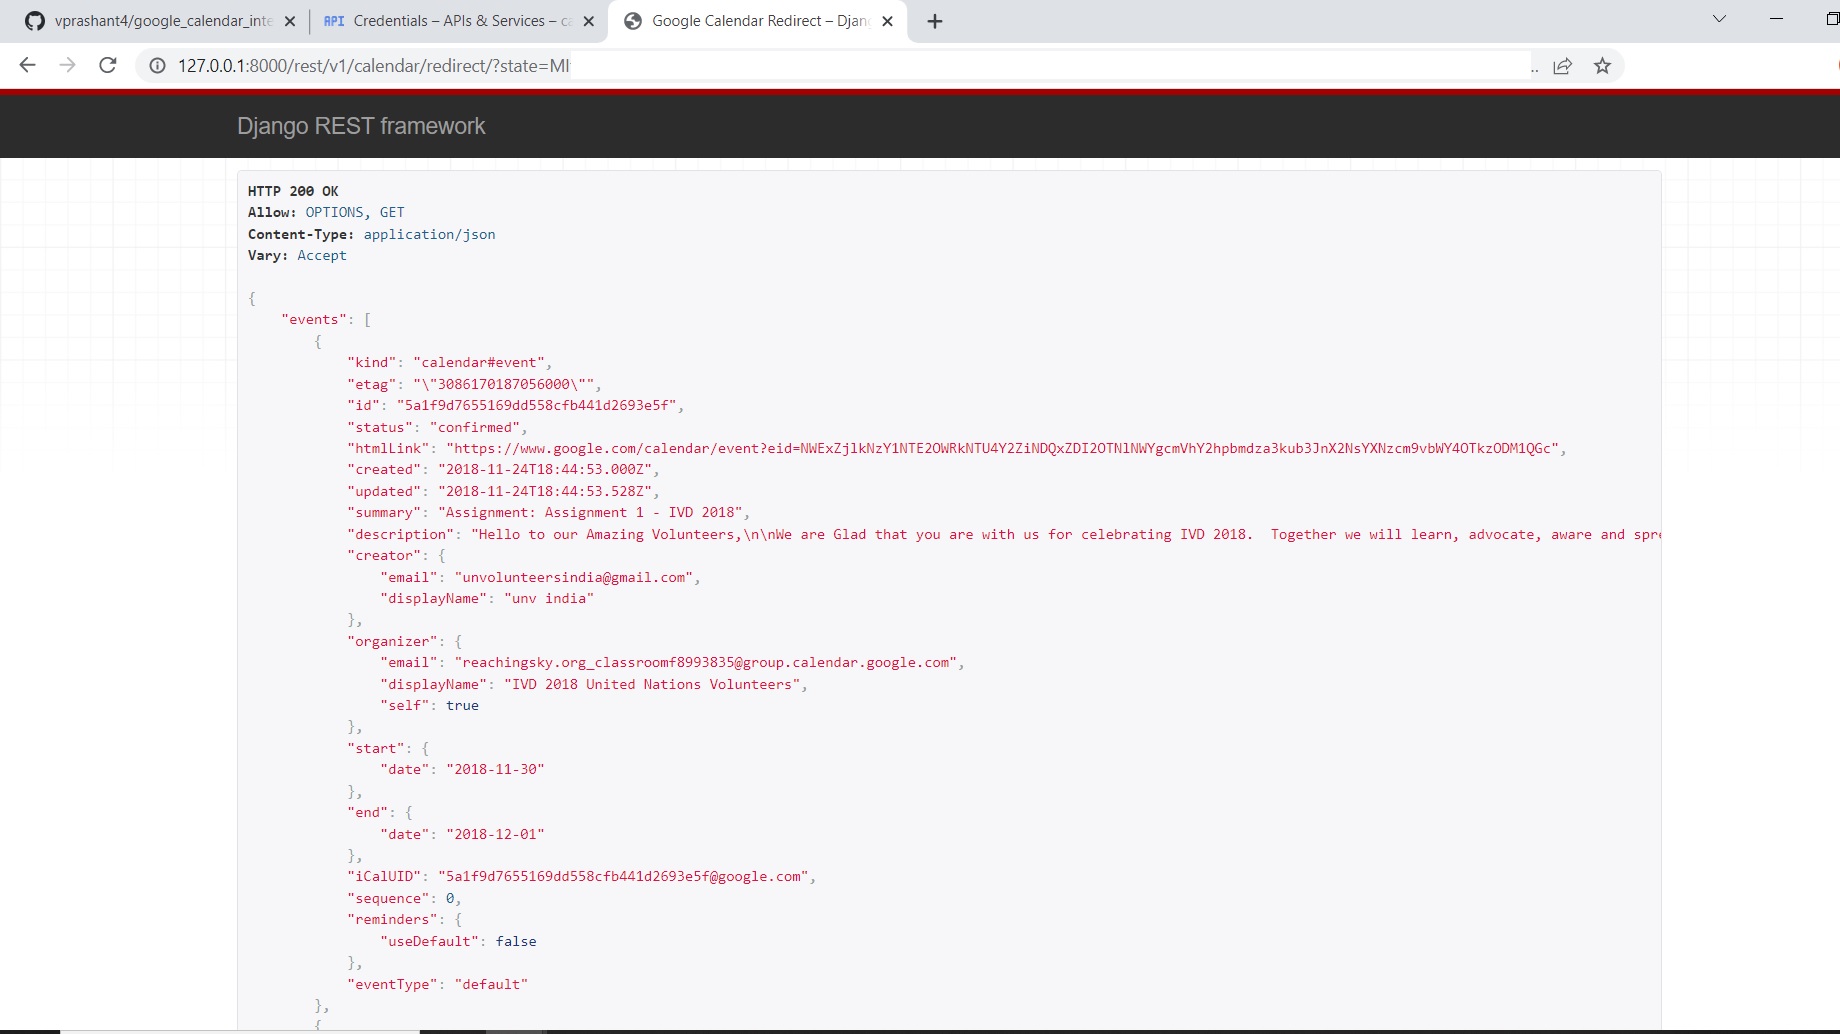 vprashant4/google_calendar_inte
API Credentials – APIs & Services – ca
Google Calendar Redirect – Djan
127.0.0.1:8000/rest/v1/calendar/redirect/?state=MI
..
Django REST framework
HTTP 200 OK
Allow: OPTIONS, GET
Content-Type: application/json
Vary: Accept
{
"events": [
{
"kind": "calendar#event",
"etag": "\"3086170187056000\"",
"id": "5a1f9d7655169dd558cfb441d2693e5f",
"status": "confirmed",
"htmlLink": "https://www.google.com/calendar/event?eid=NWExZjlkNzY1NTE2OWRkNTU4Y2ZiNDQxZDI2OTNlNWYgcmVhY2hpbmdza3kub3JnX2NsYXNzcm9vbWY4OTkzODM1QGc",
"created": "2018-11-24T18:44:53.000Z",
"updated": "2018-11-24T18:44:53.528Z",
"summary": "Assignment: Assignment 1 - IVD 2018",
"description": "Hello to our Amazing Volunteers,\n\nWe are Glad that you are with us for celebrating IVD 2018.  Together we will learn, advocate, aware and spre
"creator": {
"email": "unvolunteersindia@gmail.com",
"displayName": "unv india"
},
"organizer": {
"email": "reachingsky.org_classroomf8993835@group.calendar.google.com",
"displayName": "IVD 2018 United Nations Volunteers",
"self": true
},
"start": {
"date": "2018-11-30"
},
"end": {
"date": "2018-12-01"
},
"iCalUID": "5a1f9d7655169dd558cfb441d2693e5f@google.com",
"sequence": 0,
"reminders": {
"useDefault": false
},
"eventType": "default"
},
{